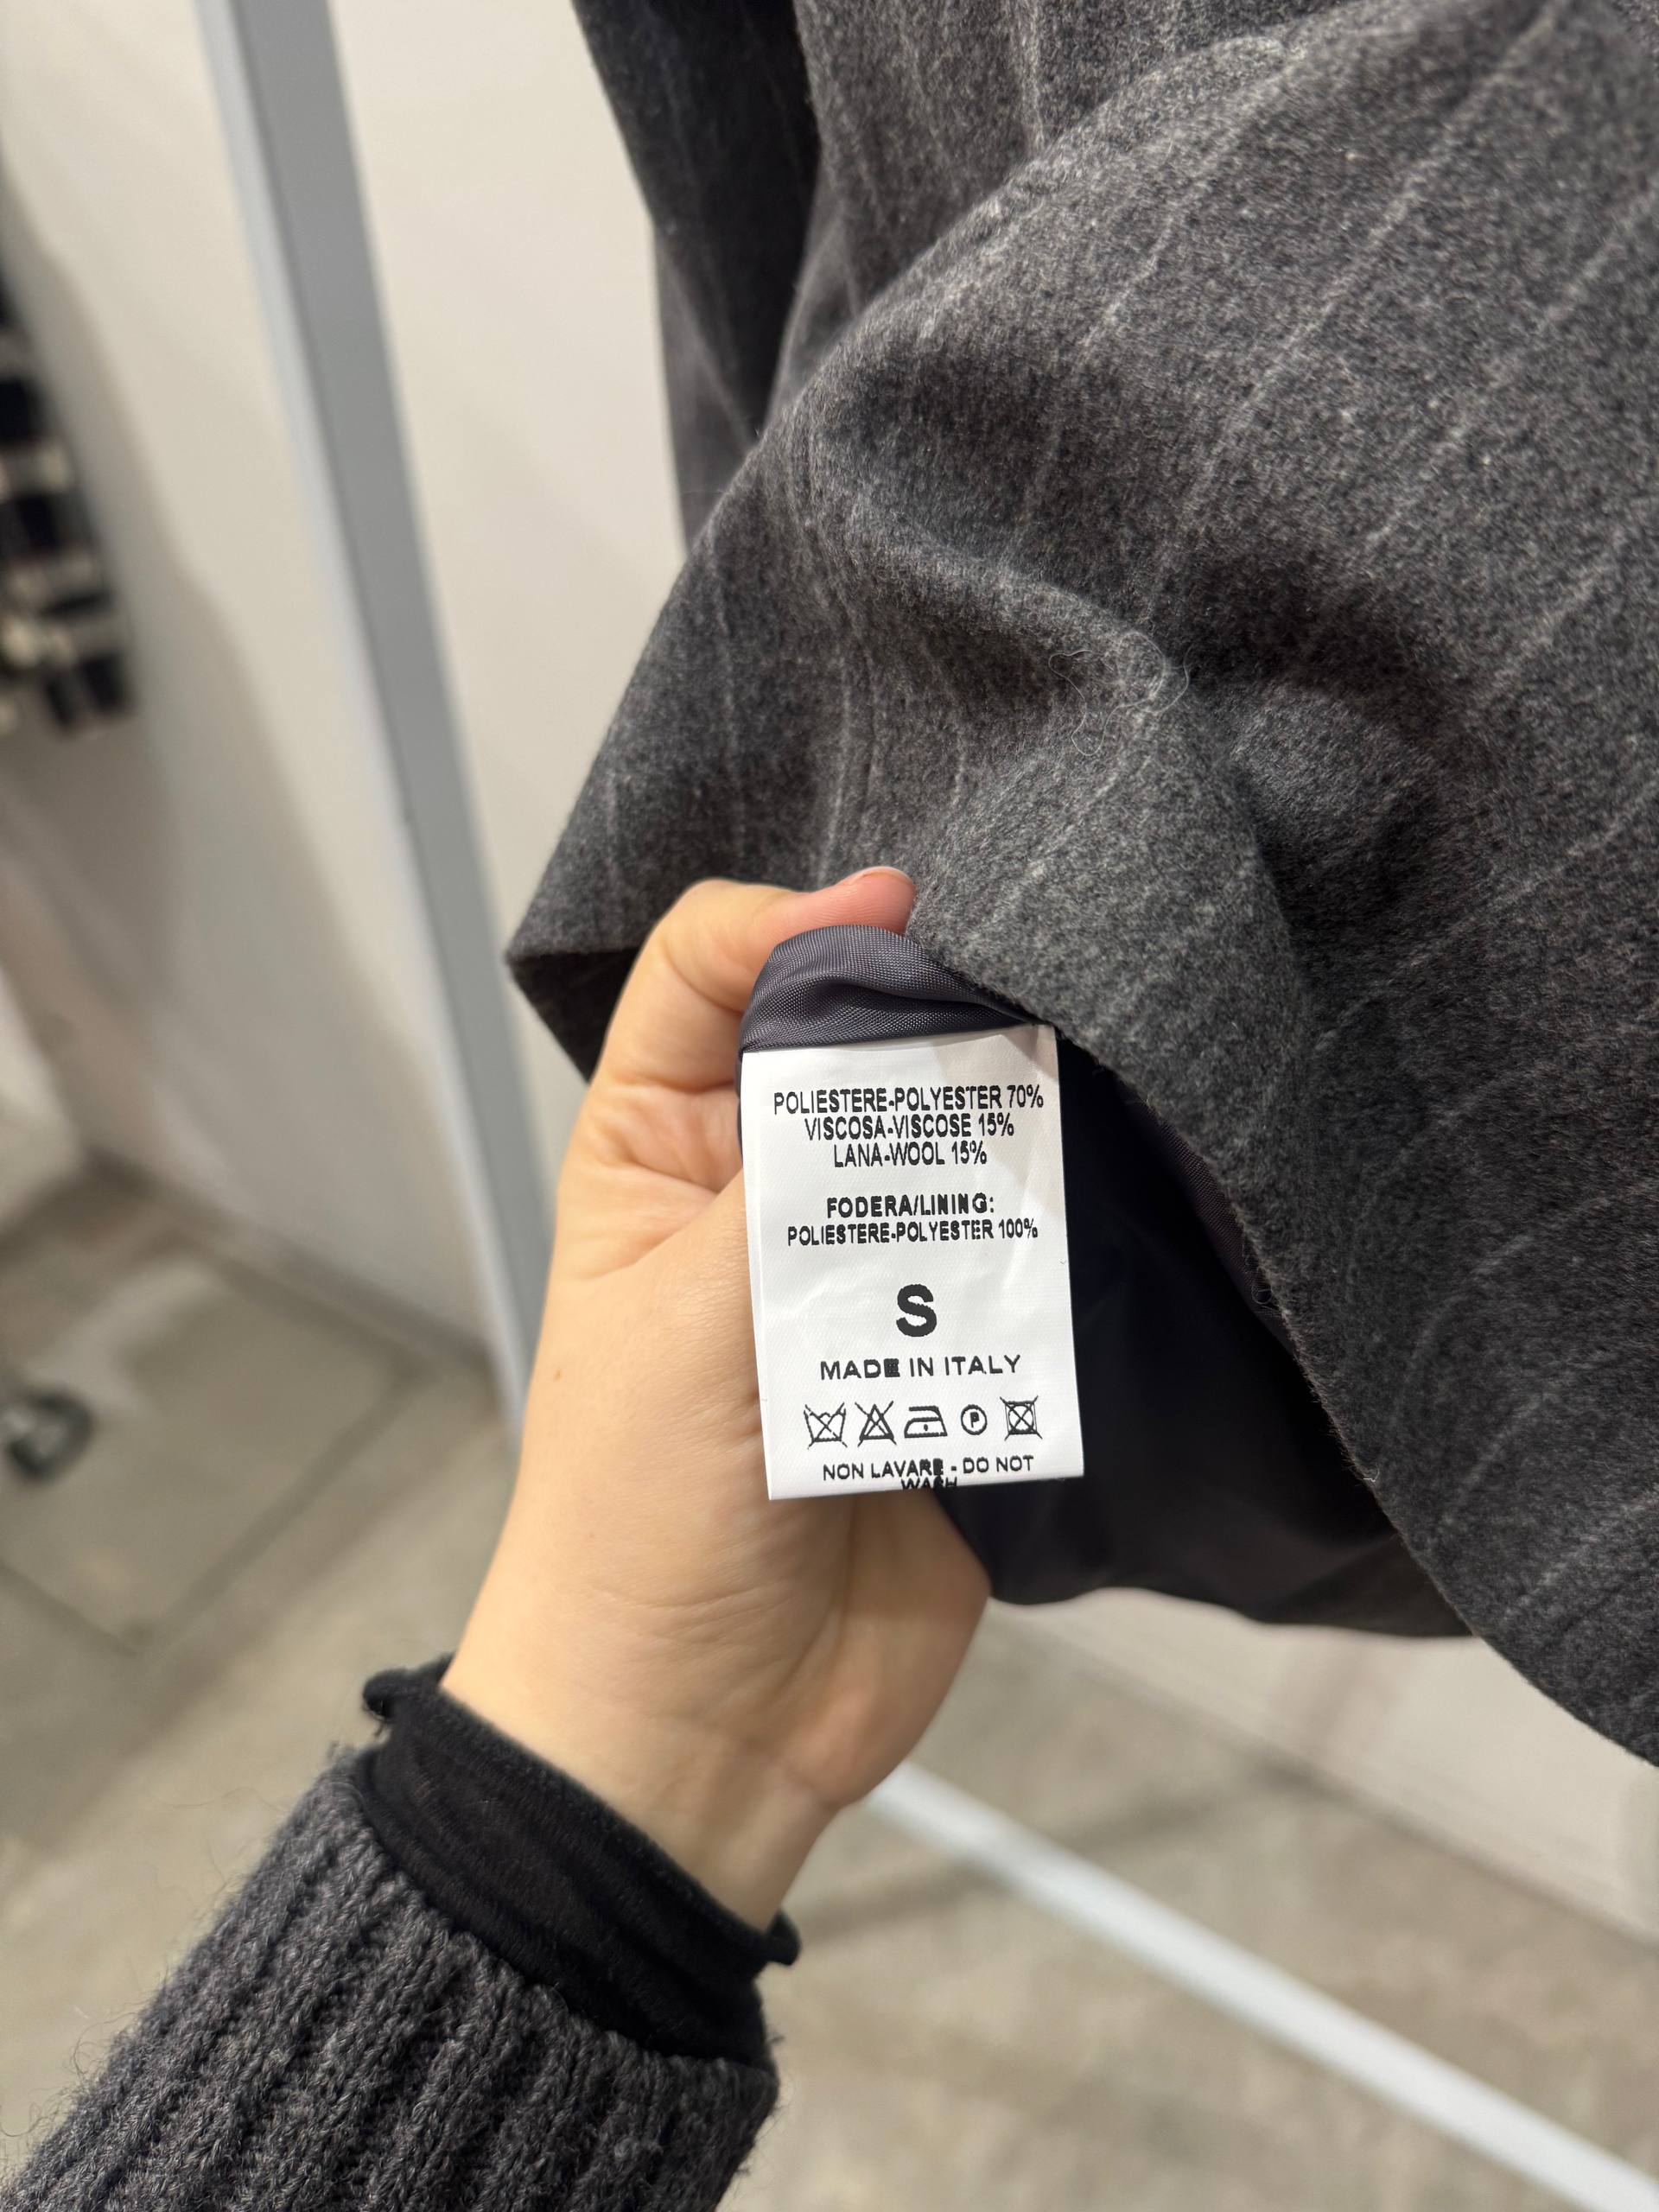 POLIESTERE-POLYESTER 70%
VISCOSA-VISCOSE 15%
LANA-WOOL 15%
FODERA/LINING:
POLIESTERE-POLYESTER 100%
S
MADE IN ITALY
P
NON LAVARE - DO NOT
WASH